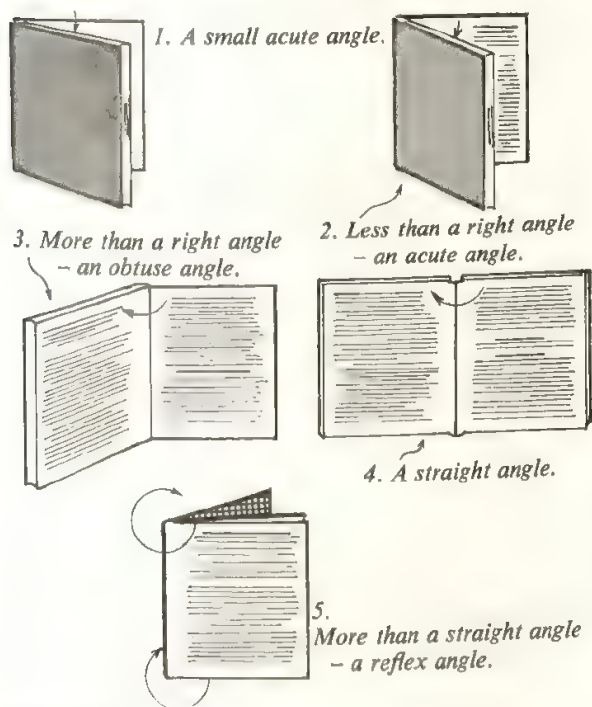 1. A small acute angle.
2. Less than a right angle
– an acute angle.
3. More than a right angle
– an obtuse angle.
4. A straight angle.
5.
More than a straight angle
– a reflex angle.